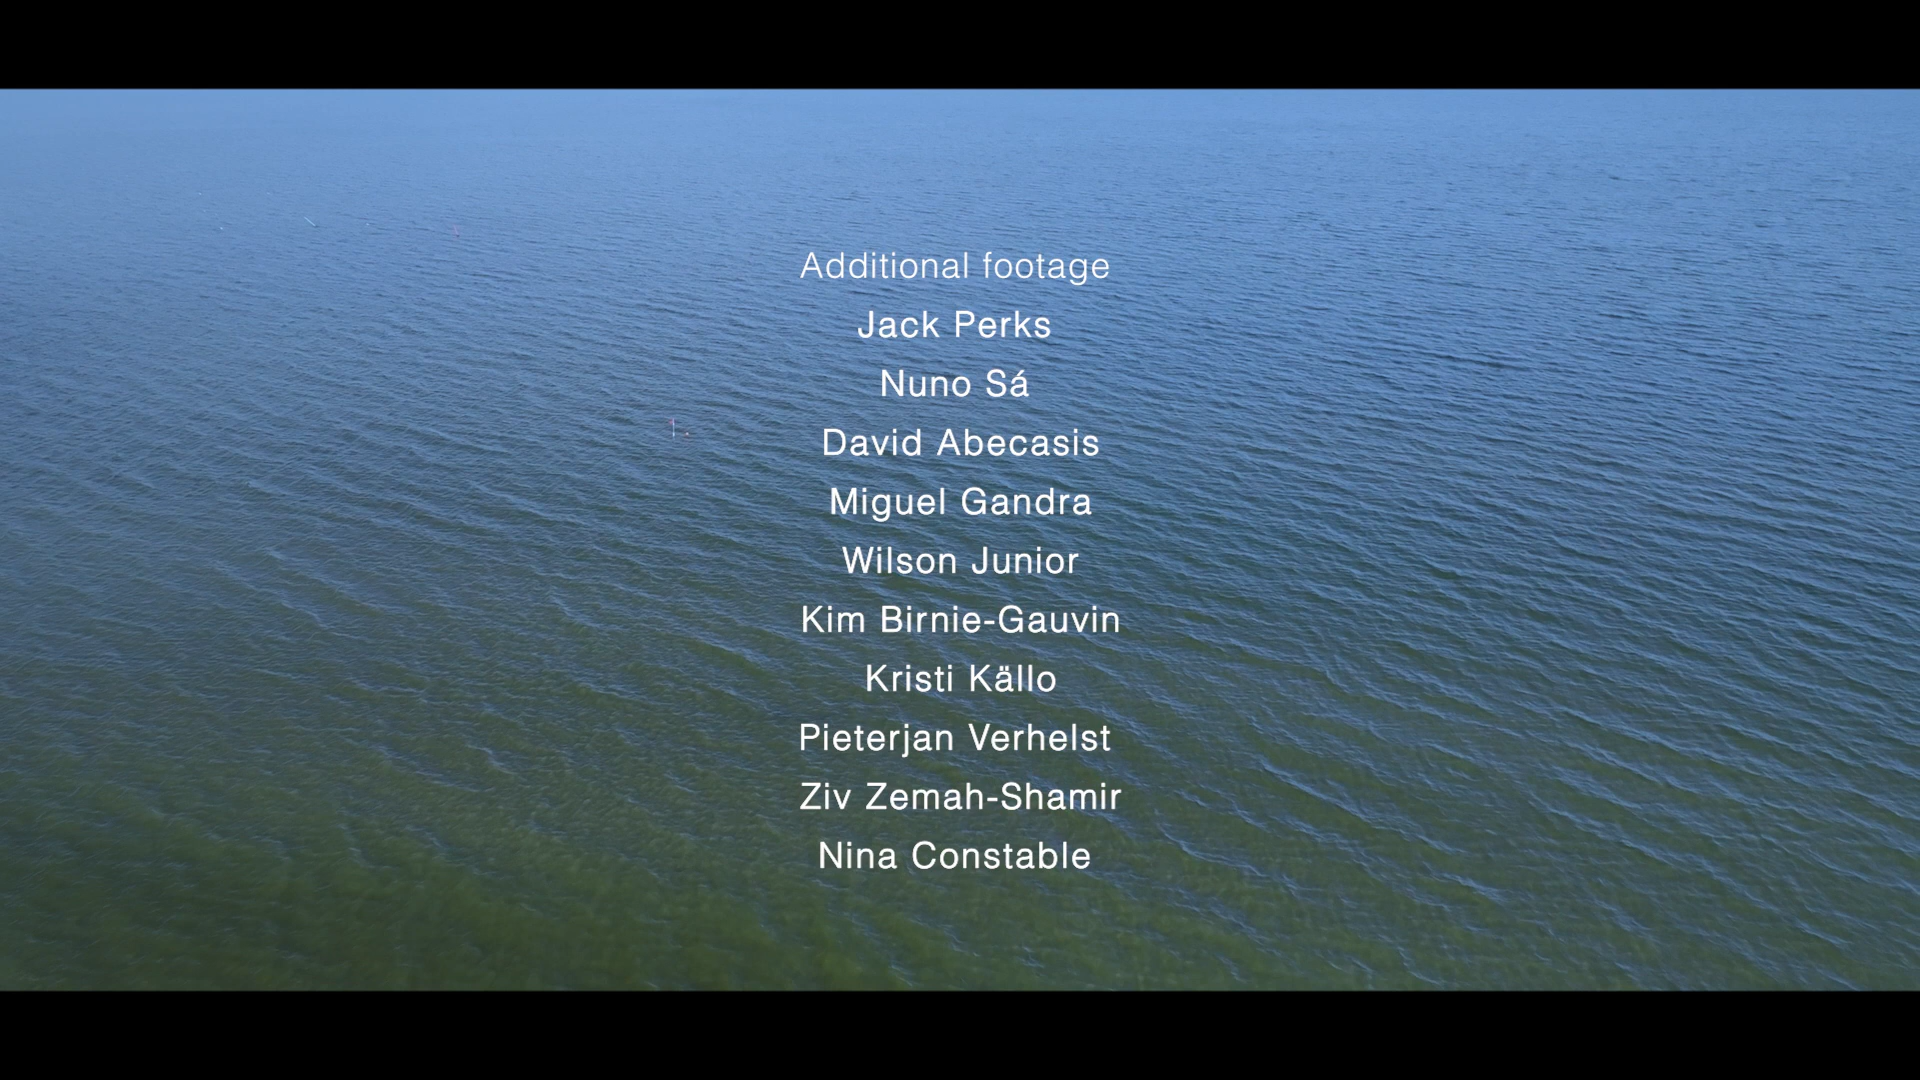 Additional footage
Jack Perks
Nuno Sá
David Abecasis
Miguel Gandra
Wilson Junior
Kim Birnie-Gauvin
Kristi Källo
Pieterjan Verhelst
Ziv Zemah-Shamir
Nina Constable